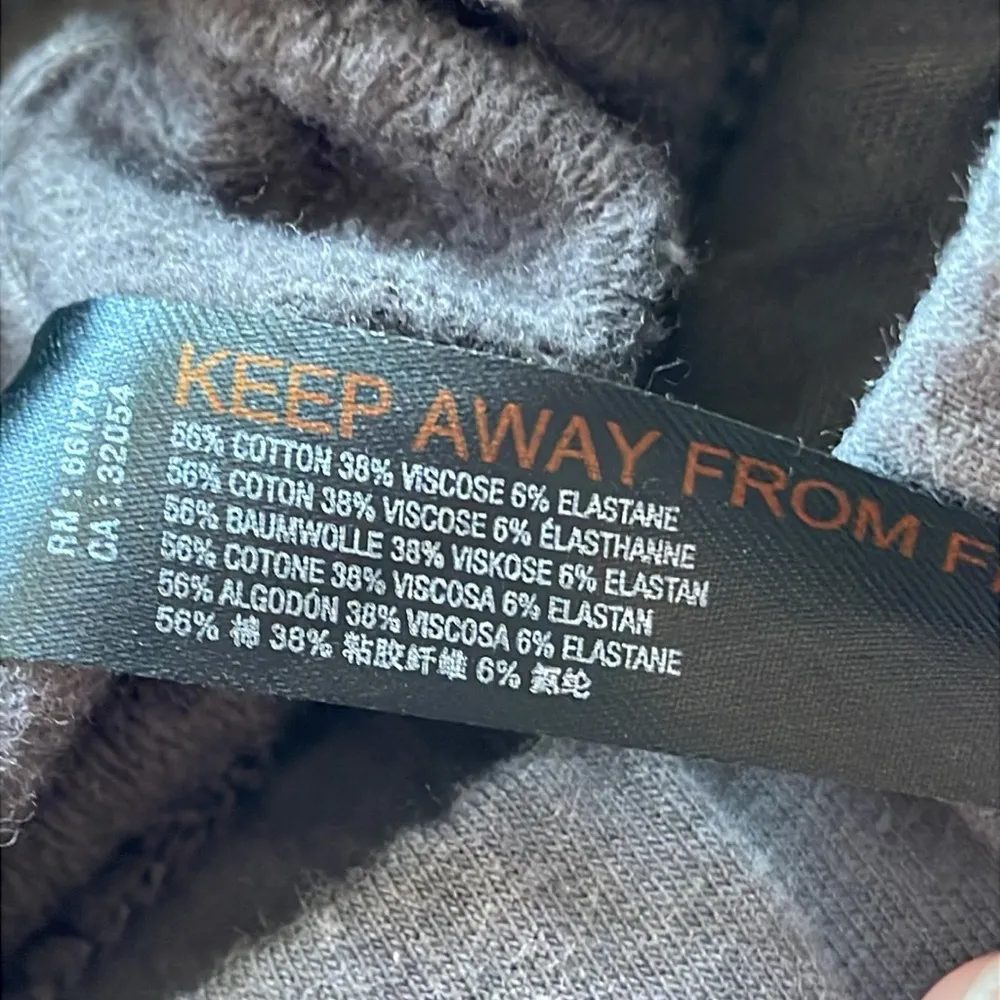 KEEP AWAY FROM
56% COTTON 38% VISCOSE 6% ELASTANE
56% COTON 38% VISCOSE 6% ÉLASTHANNE
56% BAUMWOLLE 38% VISKOSE 6% ELASTAN
56% COTONE 38% VISCOSA 6% ELASTAN
56% ALGODÓN 38% VISCOSA 6% ELASTANE
56% 棉 38% 粘胶纤维 6% 氨纶
RN :
CA : 32054